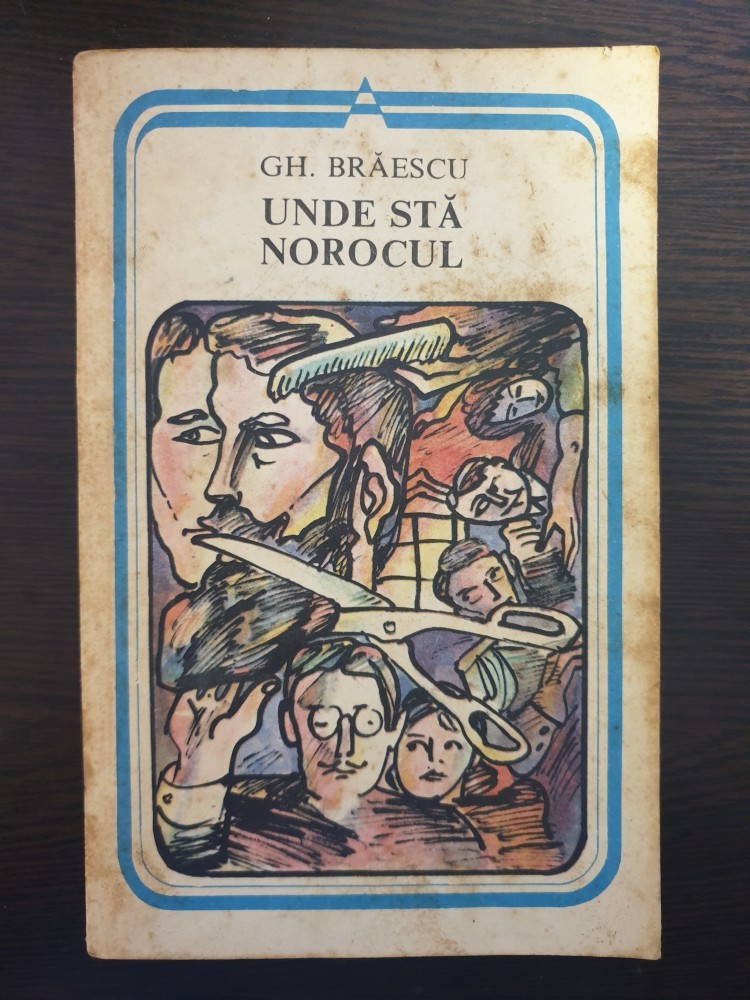 GH. BRĂESCU
UNDE STĂ
NOROCUL